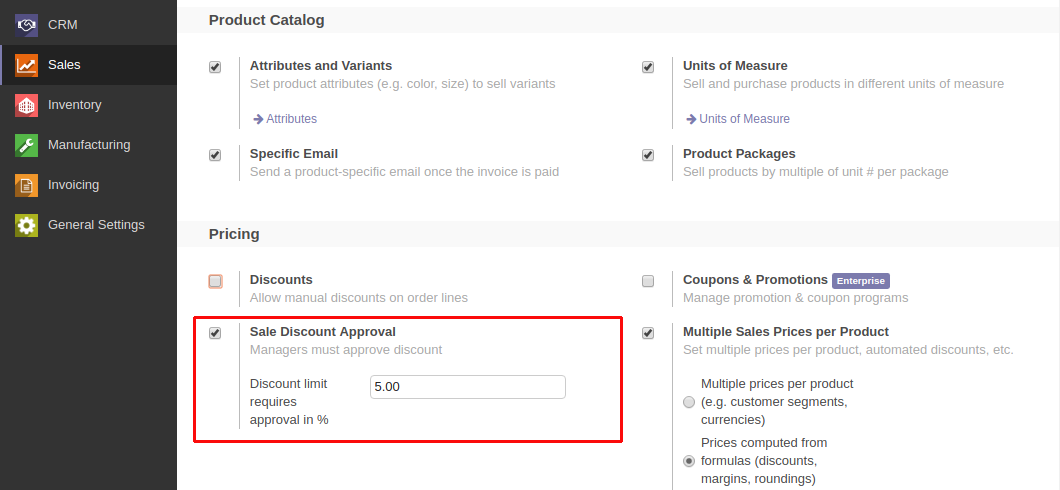 CRM
Sales
Inventory
Manufacturing
Invoicing
General Settings
Product Catalog
Attributes and Variants
Set product attributes (e.g. color, size) to sell variants
Attributes
Units of Measure
Sell and purchase products in different units of measure
Units of Measure
Specific Email
Send a product-specific email once the invoice is paid
Product Packages
Sell products by multiple of unit # per package
Pricing
Discounts
Allow manual discounts on order lines
Coupons & Promotions Enterprise
Manage promotion & coupon programs
Sale Discount Approval
Managers must approve discount
Discount limit
requires
approval in %
5.00
Multiple Sales Prices per Product
Set multiple prices per product, automated discounts, etc.
Multiple prices per product
(e.g. customer segments,
currencies)
Prices computed from
formulas (discounts,
margins, roundings)